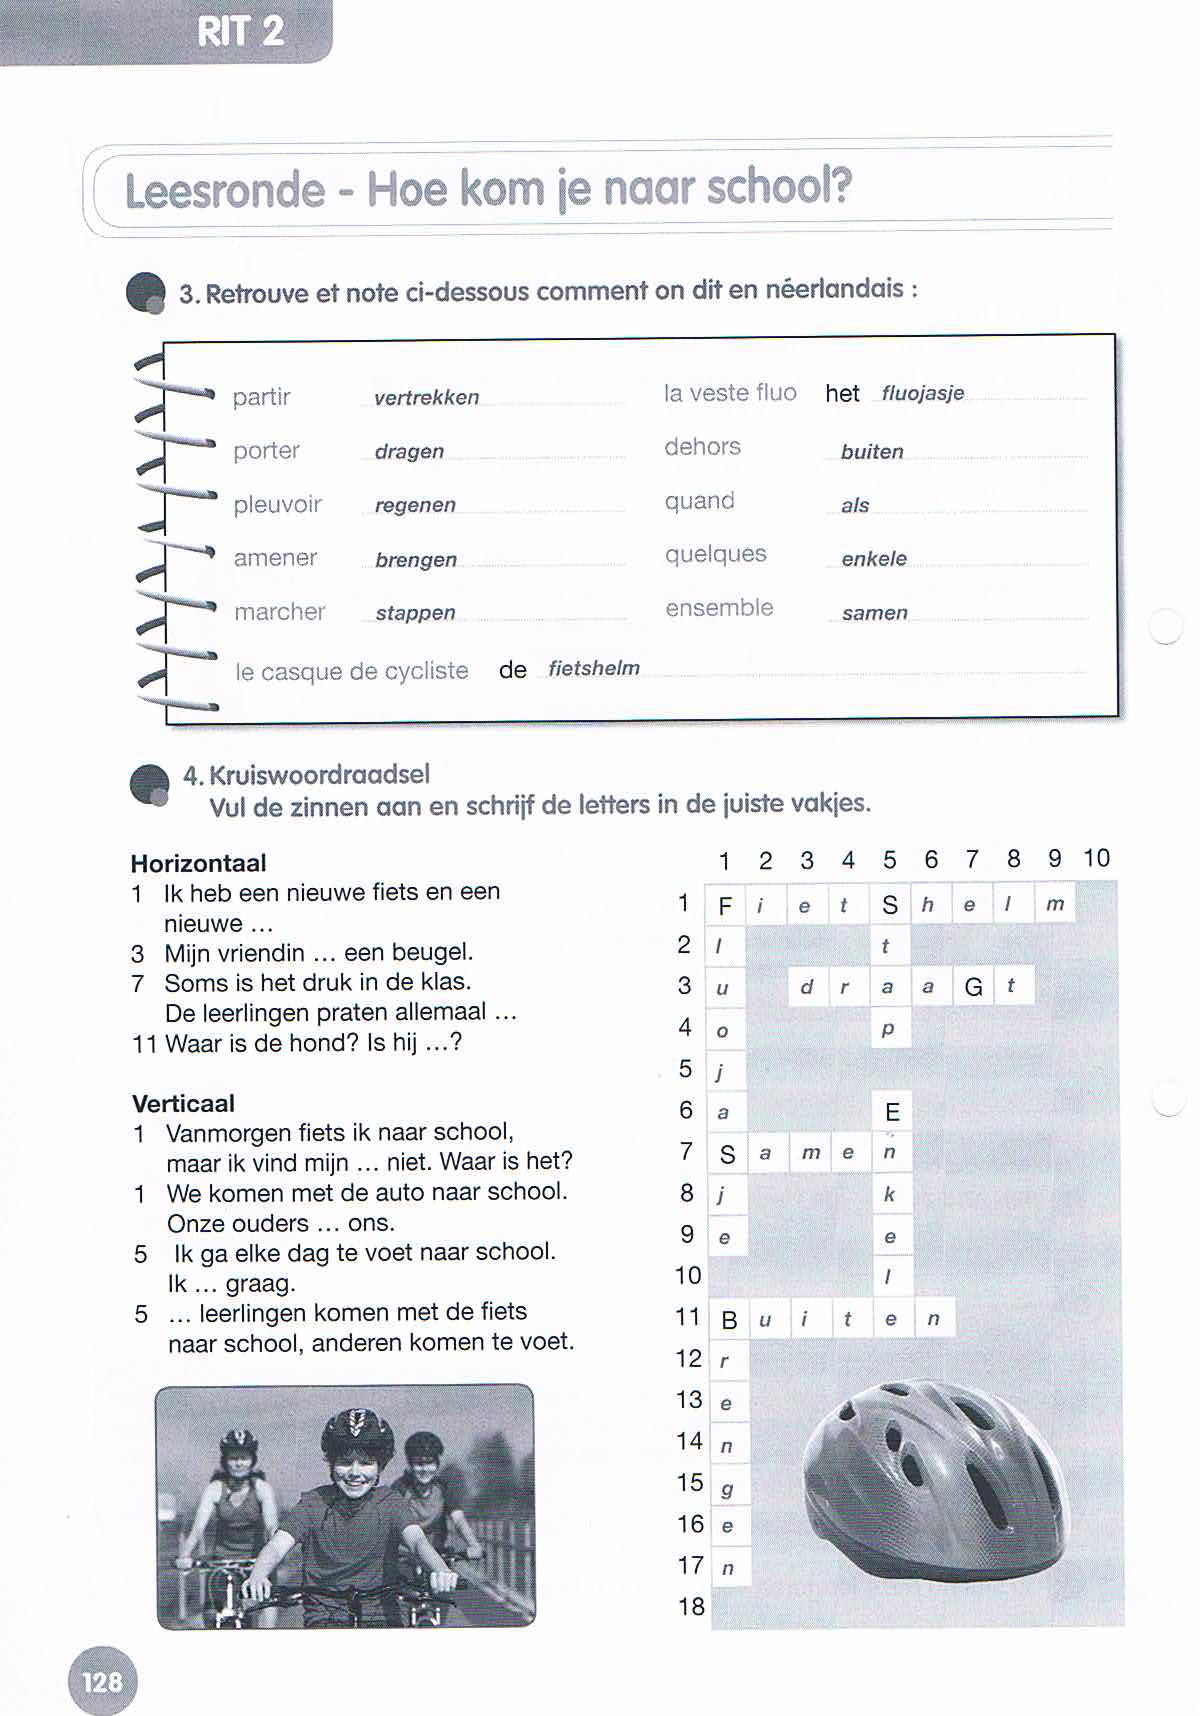 RIT 2
Leesronde - Hoe kom je naar school?
3. Retrouve et note ci-dessous comment on dit en néerlandais :
partir vertrekken la veste fluo het fluojasje
porter dragen dehors buiten
pleuvoir regenen quand als
amener brengen quelques enkele
marcher stappen ensemble samen
le casque de cycliste de fietshelm
4. Kruiswoordraadsel
Vul de zinnen aan en schrijf de letters in de juiste vakjes.
Horizontaal
1 Ik heb een nieuwe fiets en een
nieuwe ...
3 Mijn vriendin ... een beugel.
7 Soms is het druk in de klas.
De leerlingen praten allemaal ...
11 Waar is de hond? Is hij ...?
Verticaal
1 Vanmorgen fiets ik naar school,
maar ik vind mijn ... niet. Waar is het?
1 We komen met de auto naar school.
Onze ouders ... ons.
5 Ik ga elke dag te voet naar school.
Ik ... graag.
5 ... leerlingen komen met de fiets
naar school, anderen komen te voet.
1 2 3 4 5 6 7 8 9 10
1 F i e t S h e l m
2 l t
3 u d r a a G t
4 o p
5 j
6 a E
7 S a m e n
8 j k
9 e e
10 l
11 B u i t e n
12 r
13 e
14 n
15 g
16 e
17 n
18
128